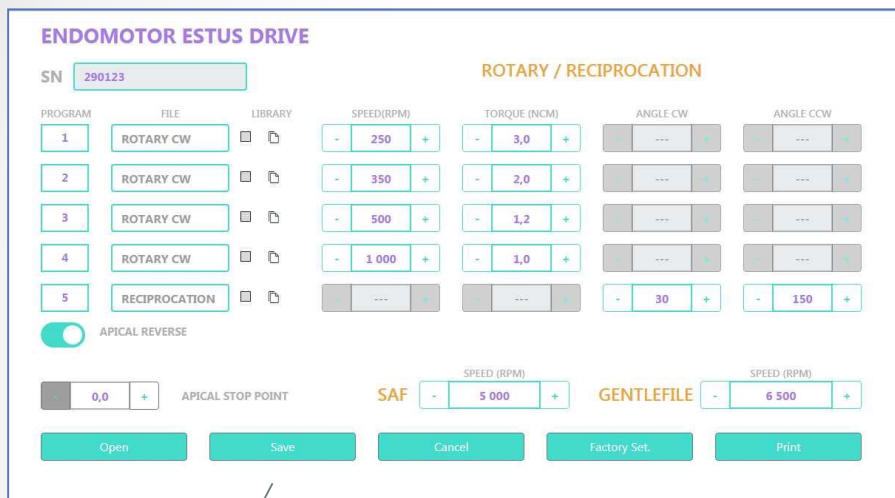 ENDOMOTOR ESTUS DRIVE
SN 290123
ROTARY / RECIPROCATION
PROGRAM FILE LIBRARY SPEED(RPM) TORQUE (NCM) ANGLE CW ANGLE CCW
1 ROTARY CW - 250 + - 3,0 + - --- + - --- +
2 ROTARY CW - 350 + - 2,0 + - --- + - --- +
3 ROTARY CW - 500 + - 1,2 + - --- + - --- +
4 ROTARY CW - 1 000 + - 1,0 + - --- + - --- +
5 RECIPROCATION - --- + - --- + - 30 + - 150 +
APICAL REVERSE
SPEED (RPM) SPEED (RPM)
- 0,0 + APICAL STOP POINT SAF - 5 000 + GENTLEFILE - 6 500 +
Open Save Cancel Factory Set. Print
/